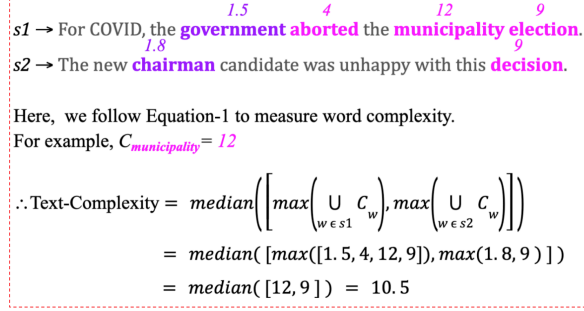 1.5 4 12 9
s1 → For COVID, the government aborted the municipality election.
1.8 9
s2 → The new chairman candidate was unhappy with this decision.
Here, we follow Equation-1 to measure word complexity.
For example, C_municipality = 12
∴Text-Complexity = median([max(∪_{w ϵ s1} C_w), max(∪_{w ϵ s2} C_w)])
= median( [max([1. 5, 4, 12, 9]), max(1. 8, 9 ) ] )
= median( [12, 9 ] ) = 10. 5